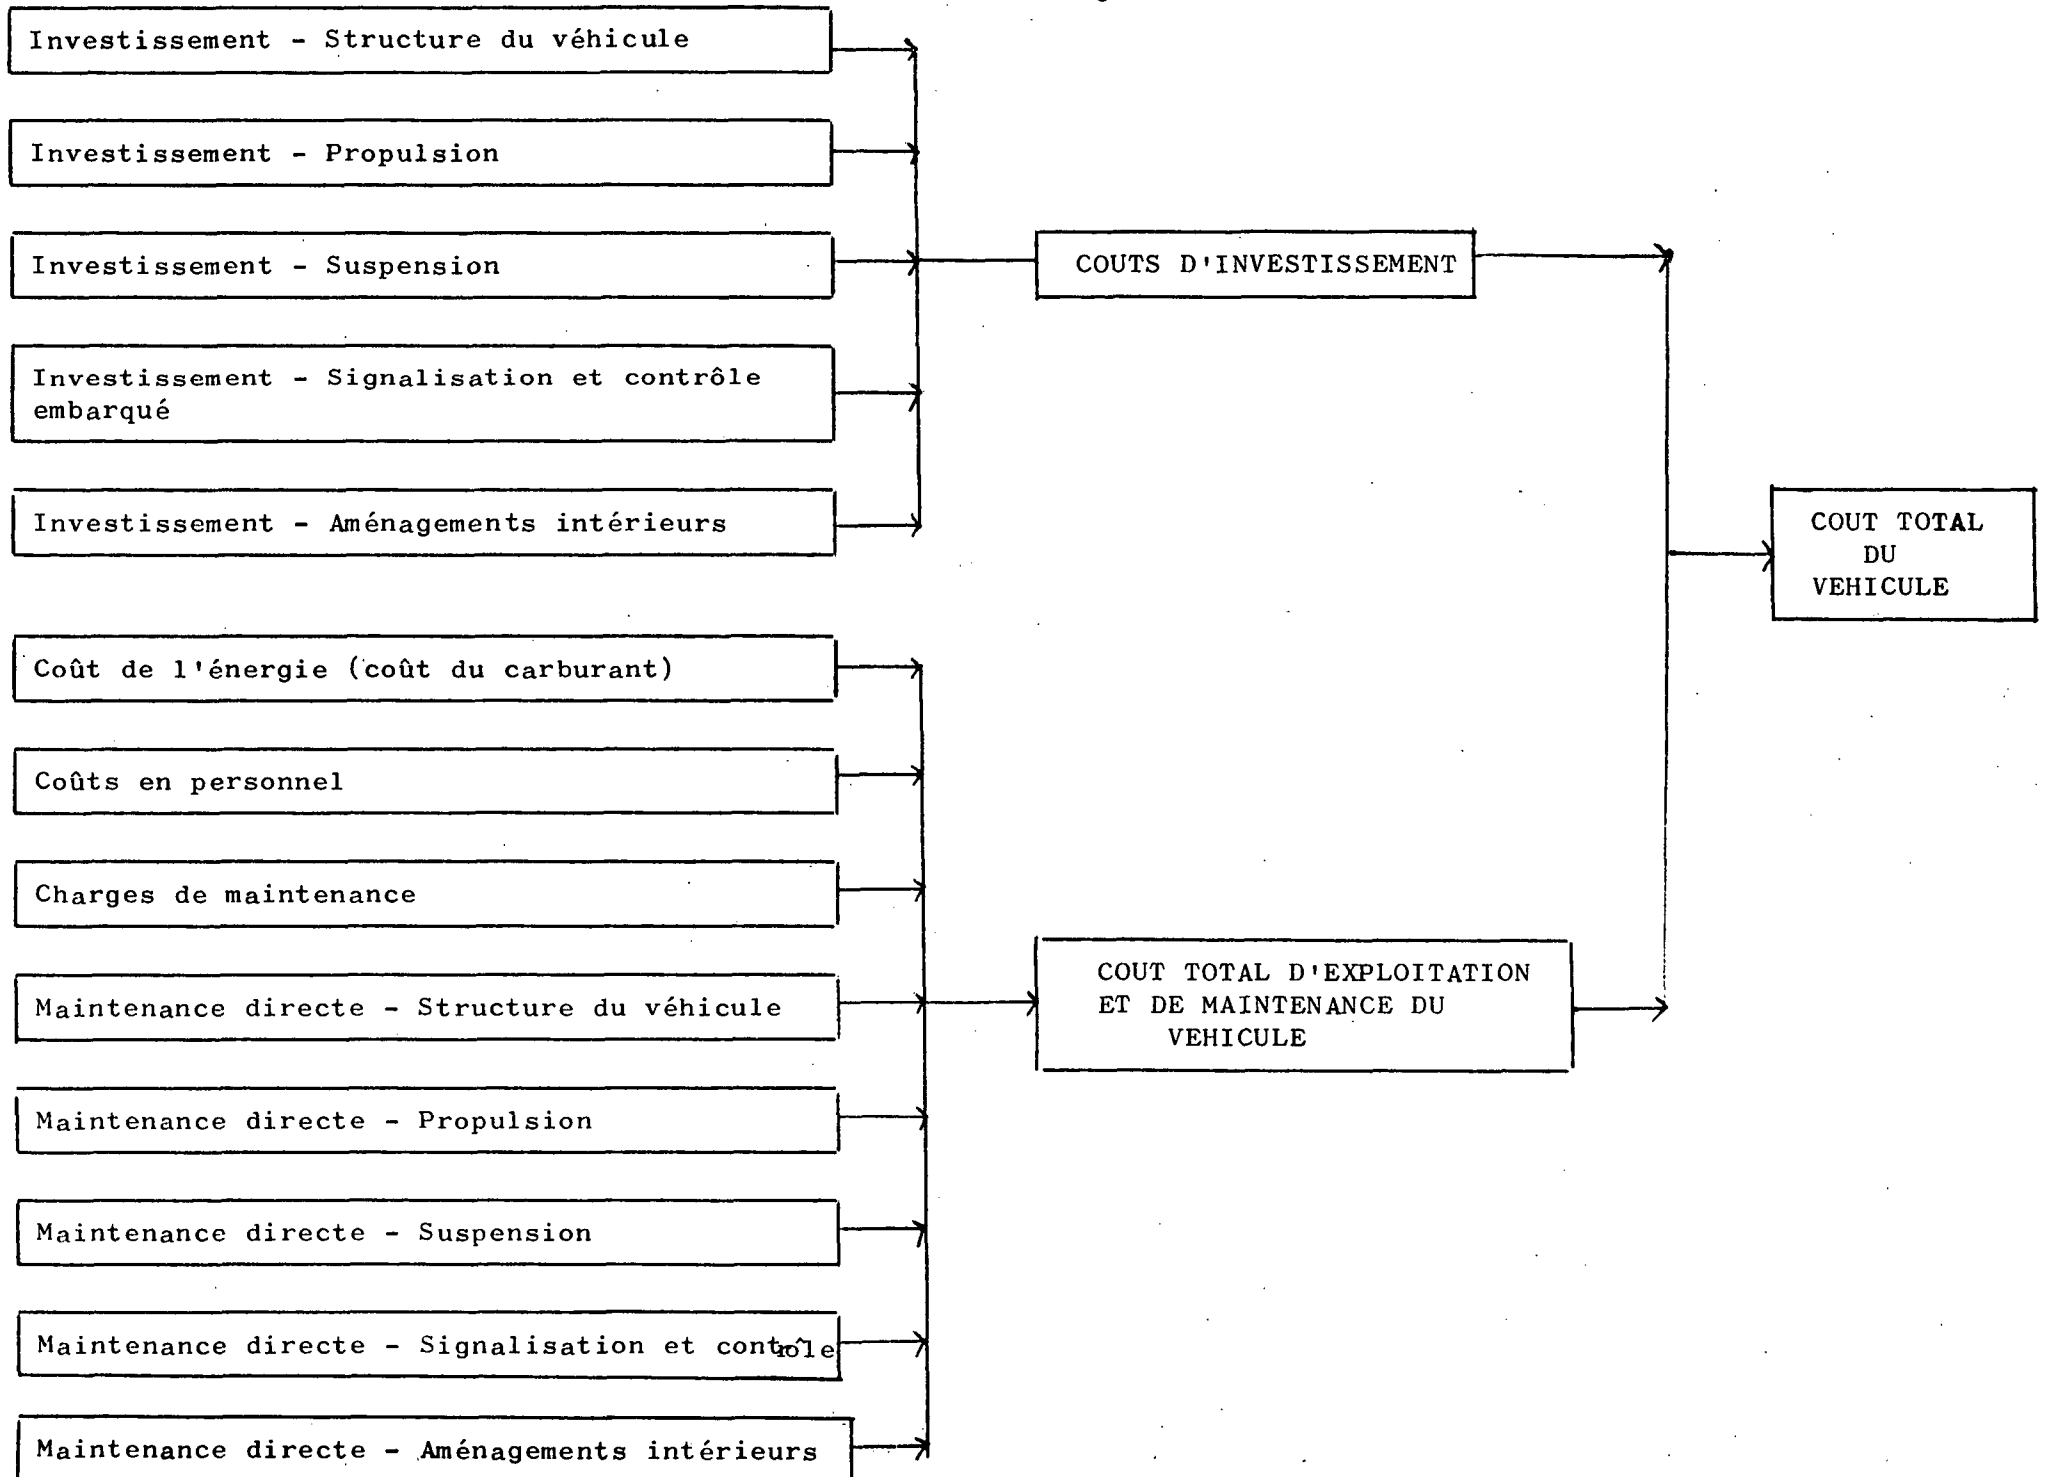 Investissement - Structure du véhicule
Investissement - Propulsion
Investissement - Suspension
Investissement - Signalisation et contrôle
embarqué
Investissement - Aménagements intérieurs
COUTS D'INVESTISSEMENT
Coût de l'énergie (coût du carburant)
Coûts en personnel
Charges de maintenance
Maintenance directe - Structure du véhicule
Maintenance directe - Propulsion
Maintenance directe - Suspension
Maintenance directe - Signalisation et contrôle
Maintenance directe - Aménagements intérieurs
COUT TOTAL D'EXPLOITATION
ET DE MAINTENANCE DU
VEHICULE
COUT TOTAL
DU
VEHICULE